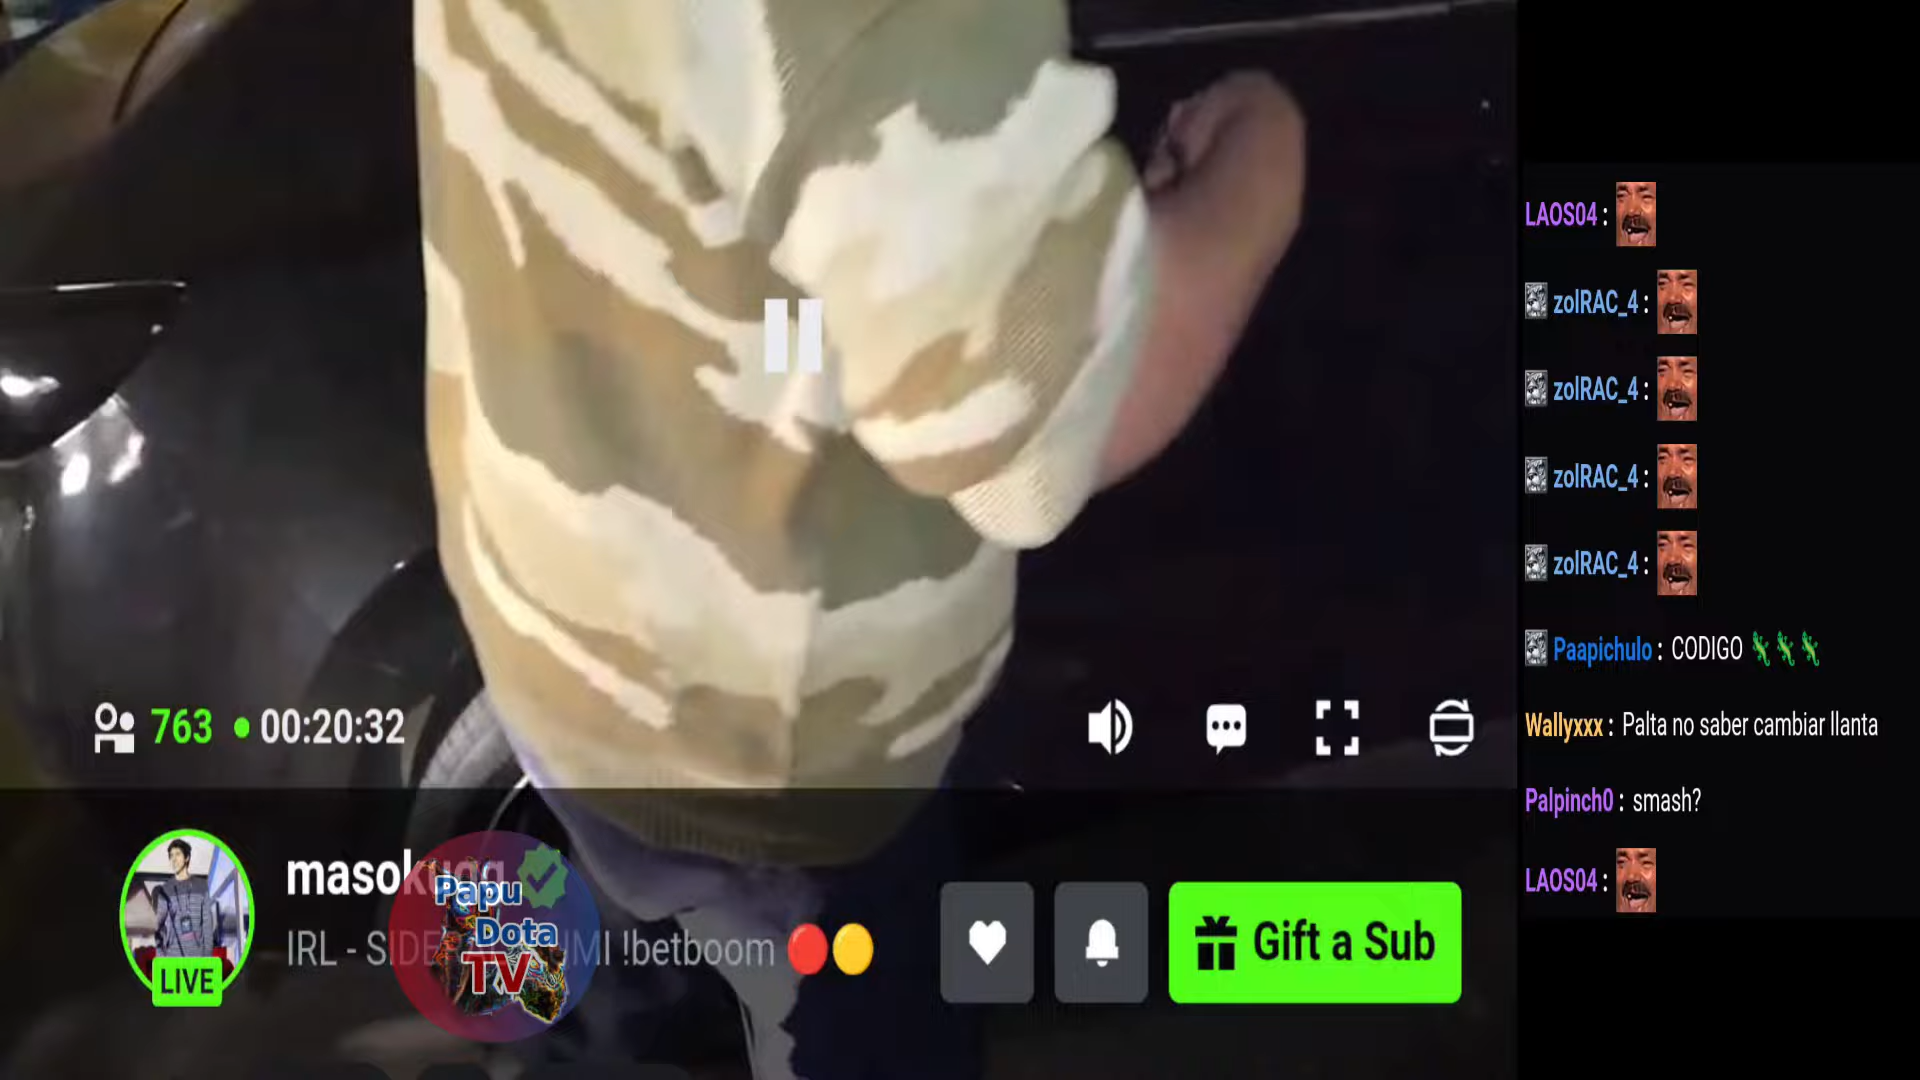 LAOS04 :
zolRAC_4 :
zolRAC_4 :
zolRAC_4 :
zolRAC_4 :
Paapichulo : CODIGO
Wallyxxx : Palta no saber cambiar llanta
Palpinch0 : smash?
LAOS04 :
763 00:20:32
LIVE
IRL - !betboom
Papu
Dota
TV
Gift a Sub